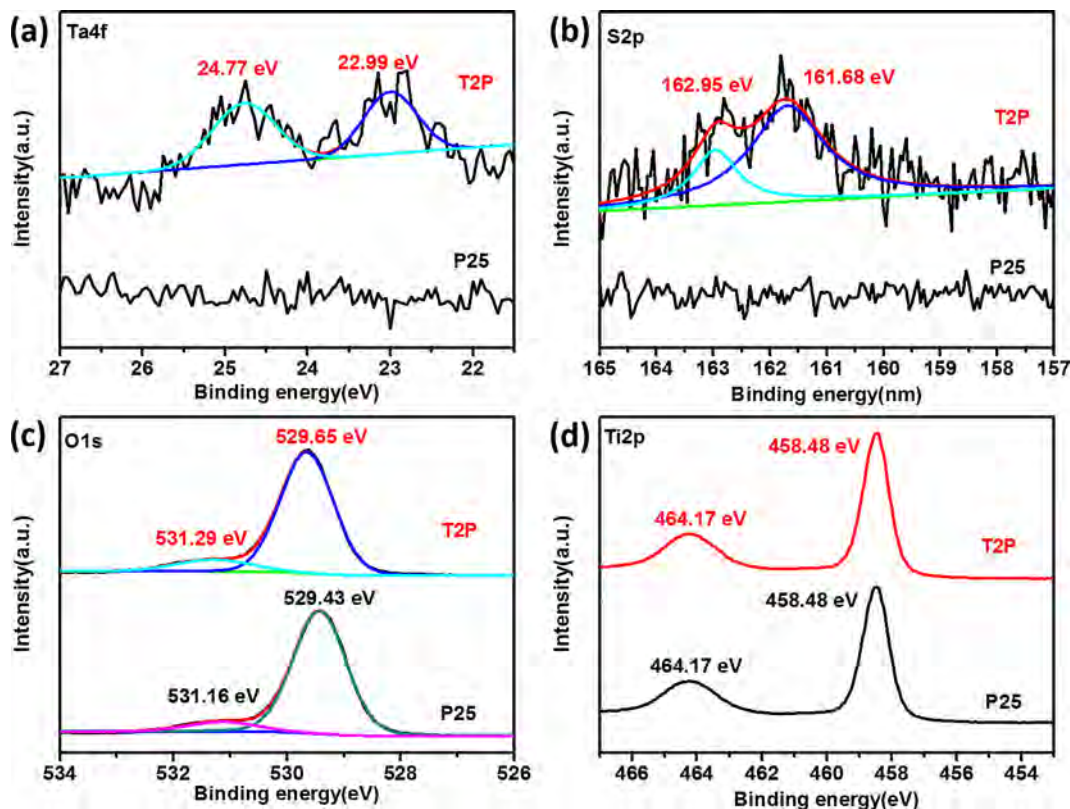 (a)
Ta4f
24.77 eV
22.99 eV
T2P
P25
Intensity(a.u.)
27 26 25 24 23 22
Binding energy(eV)
(b)
S2p
162.95 eV
161.68 eV
T2P
P25
Intensity(a.u.)
165 164 163 162 161 160 159 158 157
Binding energy(nm)
(c)
O1s
529.65 eV
531.29 eV
T2P
529.43 eV
531.16 eV
P25
Intensity(a.u.)
534 532 530 528 526
Binding energy(eV)
(d)
Ti2p
458.48 eV
464.17 eV
T2P
458.48 eV
464.17 eV
P25
Intensity(a.u.)
466 464 462 460 458 456 454
Binding energy(eV)